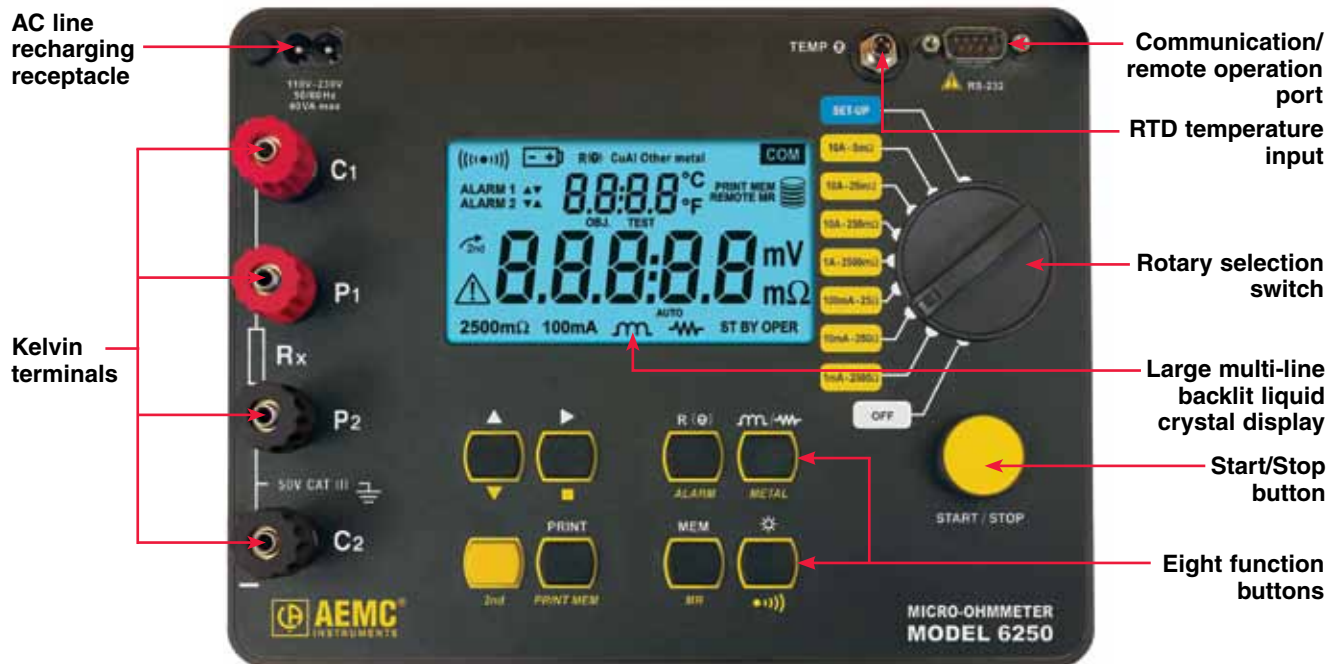 AC line
recharging
receptacle
110V-230V
50/60 Hz
60VA max
TEMP
RS-232
Communication/
remote operation
port
RTD temperature
input
Rotary selection
switch
Large multi-line
backlit liquid
crystal display
Start/Stop
button
Eight function
buttons
Kelvin
terminals
C1
P1
Rx
P2
50V CAT III
C2
R(Θ) CuAl Other metal COM
ALARM 1 ▲▼ 88:8.8 °C PRINT MEM
ALARM 2 ▼▲ °F REMOTE MR
OBJ. TEST
2nd 8.8.8:8.8 mV
mΩ
AUTO
2500mΩ 100mA ST BY OPER
SET-UP
10A - 5mΩ
10A - 25mΩ
10A - 250mΩ
1A - 2500mΩ
100mA - 25Ω
10mA - 250Ω
1mA - 2500Ω
OFF
▲ ▶ R(Θ)
▼ ■ ALARM METAL
PRINT MEM
2nd PRINT MEM MR
START / STOP
AEMC®
INSTRUMENTS
MICRO-OHMMETER
MODEL 6250